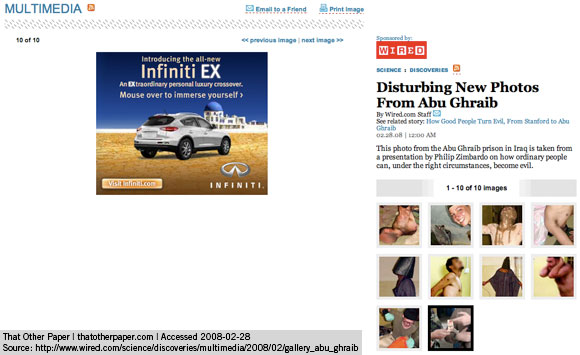 MULTIMEDIA
Email to a Friend
Print image
10 of 10
<< previous image | next image >>
Introducing the all-new
Infiniti EX
An EXtraordinary personal luxury crossover.
Mouse over to immerse yourself ›
Visit Infiniti.com
INFINITI.
Sponsored by:
WIRED
SCIENCE : DISCOVERIES
Disturbing New Photos
From Abu Ghraib
By Wired.com Staff
See related story: How Good People Turn Evil, From Stanford to Abu
Ghraib
02.28.08 | 12:00 AM
This photo from the Abu Ghraib prison in Iraq is taken from
a presentation by Philip Zimbardo on how ordinary people
can, under the right circumstances, become evil.
1 - 10 of 10 images
That Other Paper | thatotherpaper.com | Accessed 2008-02-28
Source: http://www.wired.com/science/discoveries/multimedia/2008/02/gallery_abu_ghraib